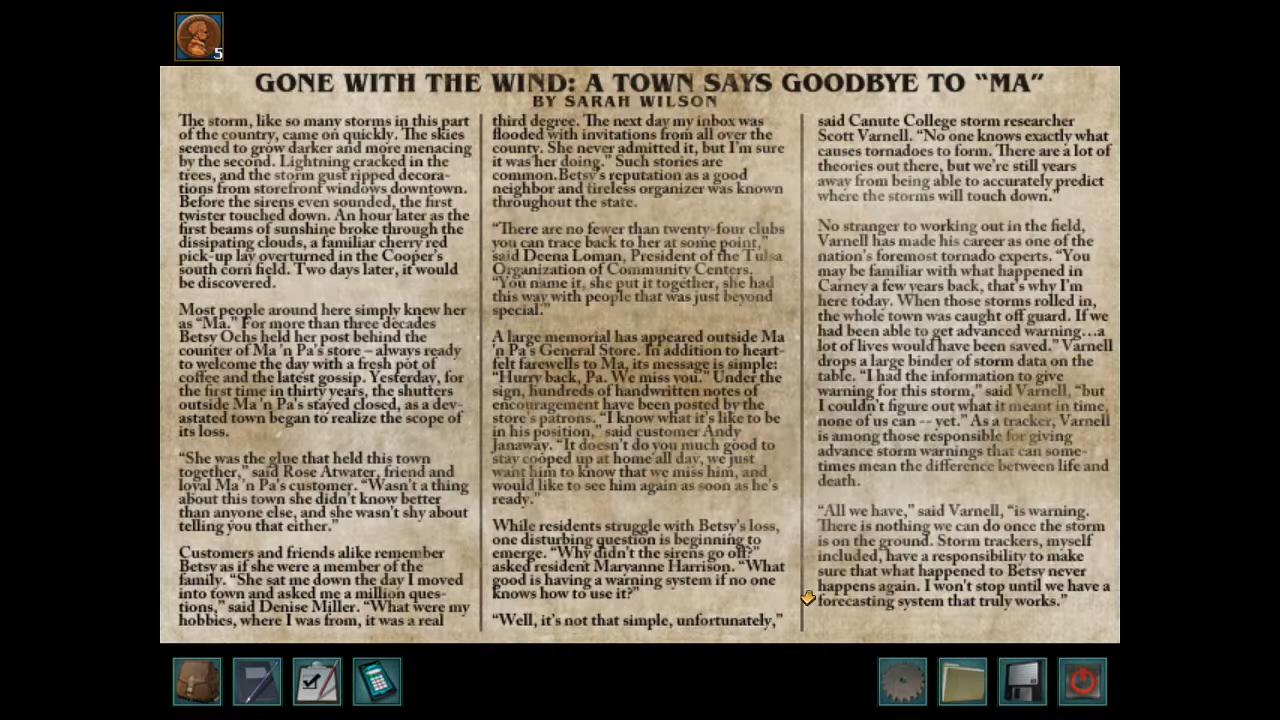 5
GONE WITH THE WIND: A TOWN SAYS GOODBYE TO "MA"
BY SARAH WILSON
The storm, like so many storms in this part
of the country, came on quickly. The skies
seemed to grow darker and more menacing
by the second. Lightning cracked in the
trees, and the storm gust ripped decora-
tions from storefront windows downtown.
Before the sirens even sounded, the first
twister touched down. An hour later as the
first beams of sunshine broke through the
dissipating clouds, a familiar cherry red
pick-up lay overturned in the Cooper's
south corn field. Two days later, it would
be discovered.
Most people around here simply knew her
as "Ma." For more than three decades
Betsy Ochs held her post behind the
counter of Ma 'n Pa's store – always ready
to welcome the day with a fresh pot of
coffee and the latest gossip. Yesterday, for
the first time in thirty years, the shutters
outside Ma 'n Pa's stayed closed, as a dev-
astated town began to realize the scope of
its loss.
"She was the glue that held this town
together," said Rose Atwater, friend and
loyal Ma 'n Pa's customer. "Wasn't a thing
about this town she didn't know better
than anyone else, and she wasn't shy about
telling you that either."
Customers and friends alike remember
Betsy as if she were a member of the
family. "She sat me down the day I moved
into town and asked me a million ques-
tions," said Denise Miller. "What were my
hobbies, where I was from, it was a real
third degree. The next day my inbox was
flooded with invitations from all over the
county. She never admitted it, but I'm sure
it was her doing." Such stories are
common.Betsy's reputation as a good
neighbor and tireless organizer was known
throughout the state.
"There are no fewer than twenty-four clubs
you can trace back to her at some point,"
said Deena Loman, President of the Tulsa
Organization of Community Centers.
"You name it, she put it together, she had
this way with people that was just beyond
special."
A large memorial has appeared outside Ma
'n Pa's General Store. In addition to heart-
felt farewells to Ma, its message is simple:
"Hurry back, Pa. We miss you." Under the
sign, hundreds of handwritten notes of
encouragement have been posted by the
store's patrons. "I know what it's like to be
in his position," said customer Andy
Janaway. "It doesn't do you much good to
stay cooped up at home all day, we just
want him to know that we miss him, and
would like to see him again as soon as he's
ready."
While residents struggle with Betsy's loss,
one disturbing question is beginning to
emerge. "Why didn't the sirens go off?"
asked resident Maryanne Harrison. "What
good is having a warning system if no one
knows how to use it?"
"Well, it's not that simple, unfortunately,"
said Canute College storm researcher
Scott Varnell. "No one knows exactly what
causes tornadoes to form. There are a lot of
theories out there, but we're still years
away from being able to accurately predict
where the storms will touch down."
No stranger to working out in the field,
Varnell has made his career as one of the
nation's foremost tornado experts. "You
may be familiar with what happened in
Carney a few years back, that's why I'm
here today. When those storms rolled in,
the whole town was caught off guard. If we
had been able to get advanced warning...a
lot of lives would have been saved." Varnell
drops a large binder of storm data on the
table. "I had the information to give
warning for this storm," said Varnell, "but
I couldn't figure out what it meant in time,
none of us can -- yet." As a tracker, Varnell
is among those responsible for giving
advance storm warnings that can some-
times mean the difference between life and
death.
"All we have," said Varnell, "is warning.
There is nothing we can do once the storm
is on the ground. Storm trackers, myself
included, have a responsibility to make
sure that what happened to Betsy never
happens again. I won't stop until we have a
forecasting system that truly works."